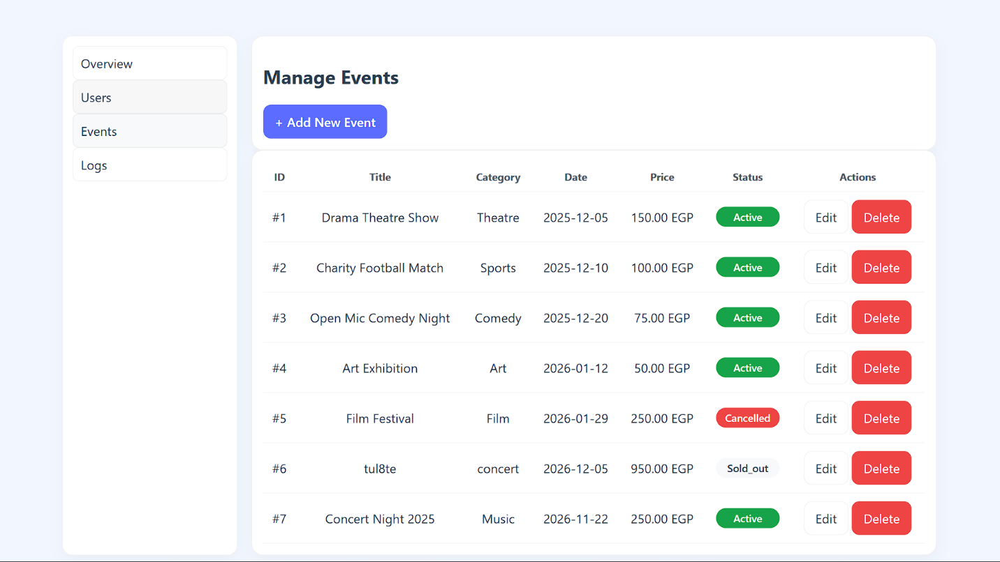 Overview
Users
Events
Logs
Manage Events
+ Add New Event
ID Title Category Date Price Status Actions
#1 Drama Theatre Show Theatre 2025-12-05 150.00 EGP Active Edit Delete
#2 Charity Football Match Sports 2025-12-10 100.00 EGP Active Edit Delete
#3 Open Mic Comedy Night Comedy 2025-12-20 75.00 EGP Active Edit Delete
#4 Art Exhibition Art 2026-01-12 50.00 EGP Active Edit Delete
#5 Film Festival Film 2026-01-29 250.00 EGP Cancelled Edit Delete
#6 tul8te concert 2026-12-05 950.00 EGP Sold_out Edit Delete
#7 Concert Night 2025 Music 2026-11-22 250.00 EGP Active Edit Delete